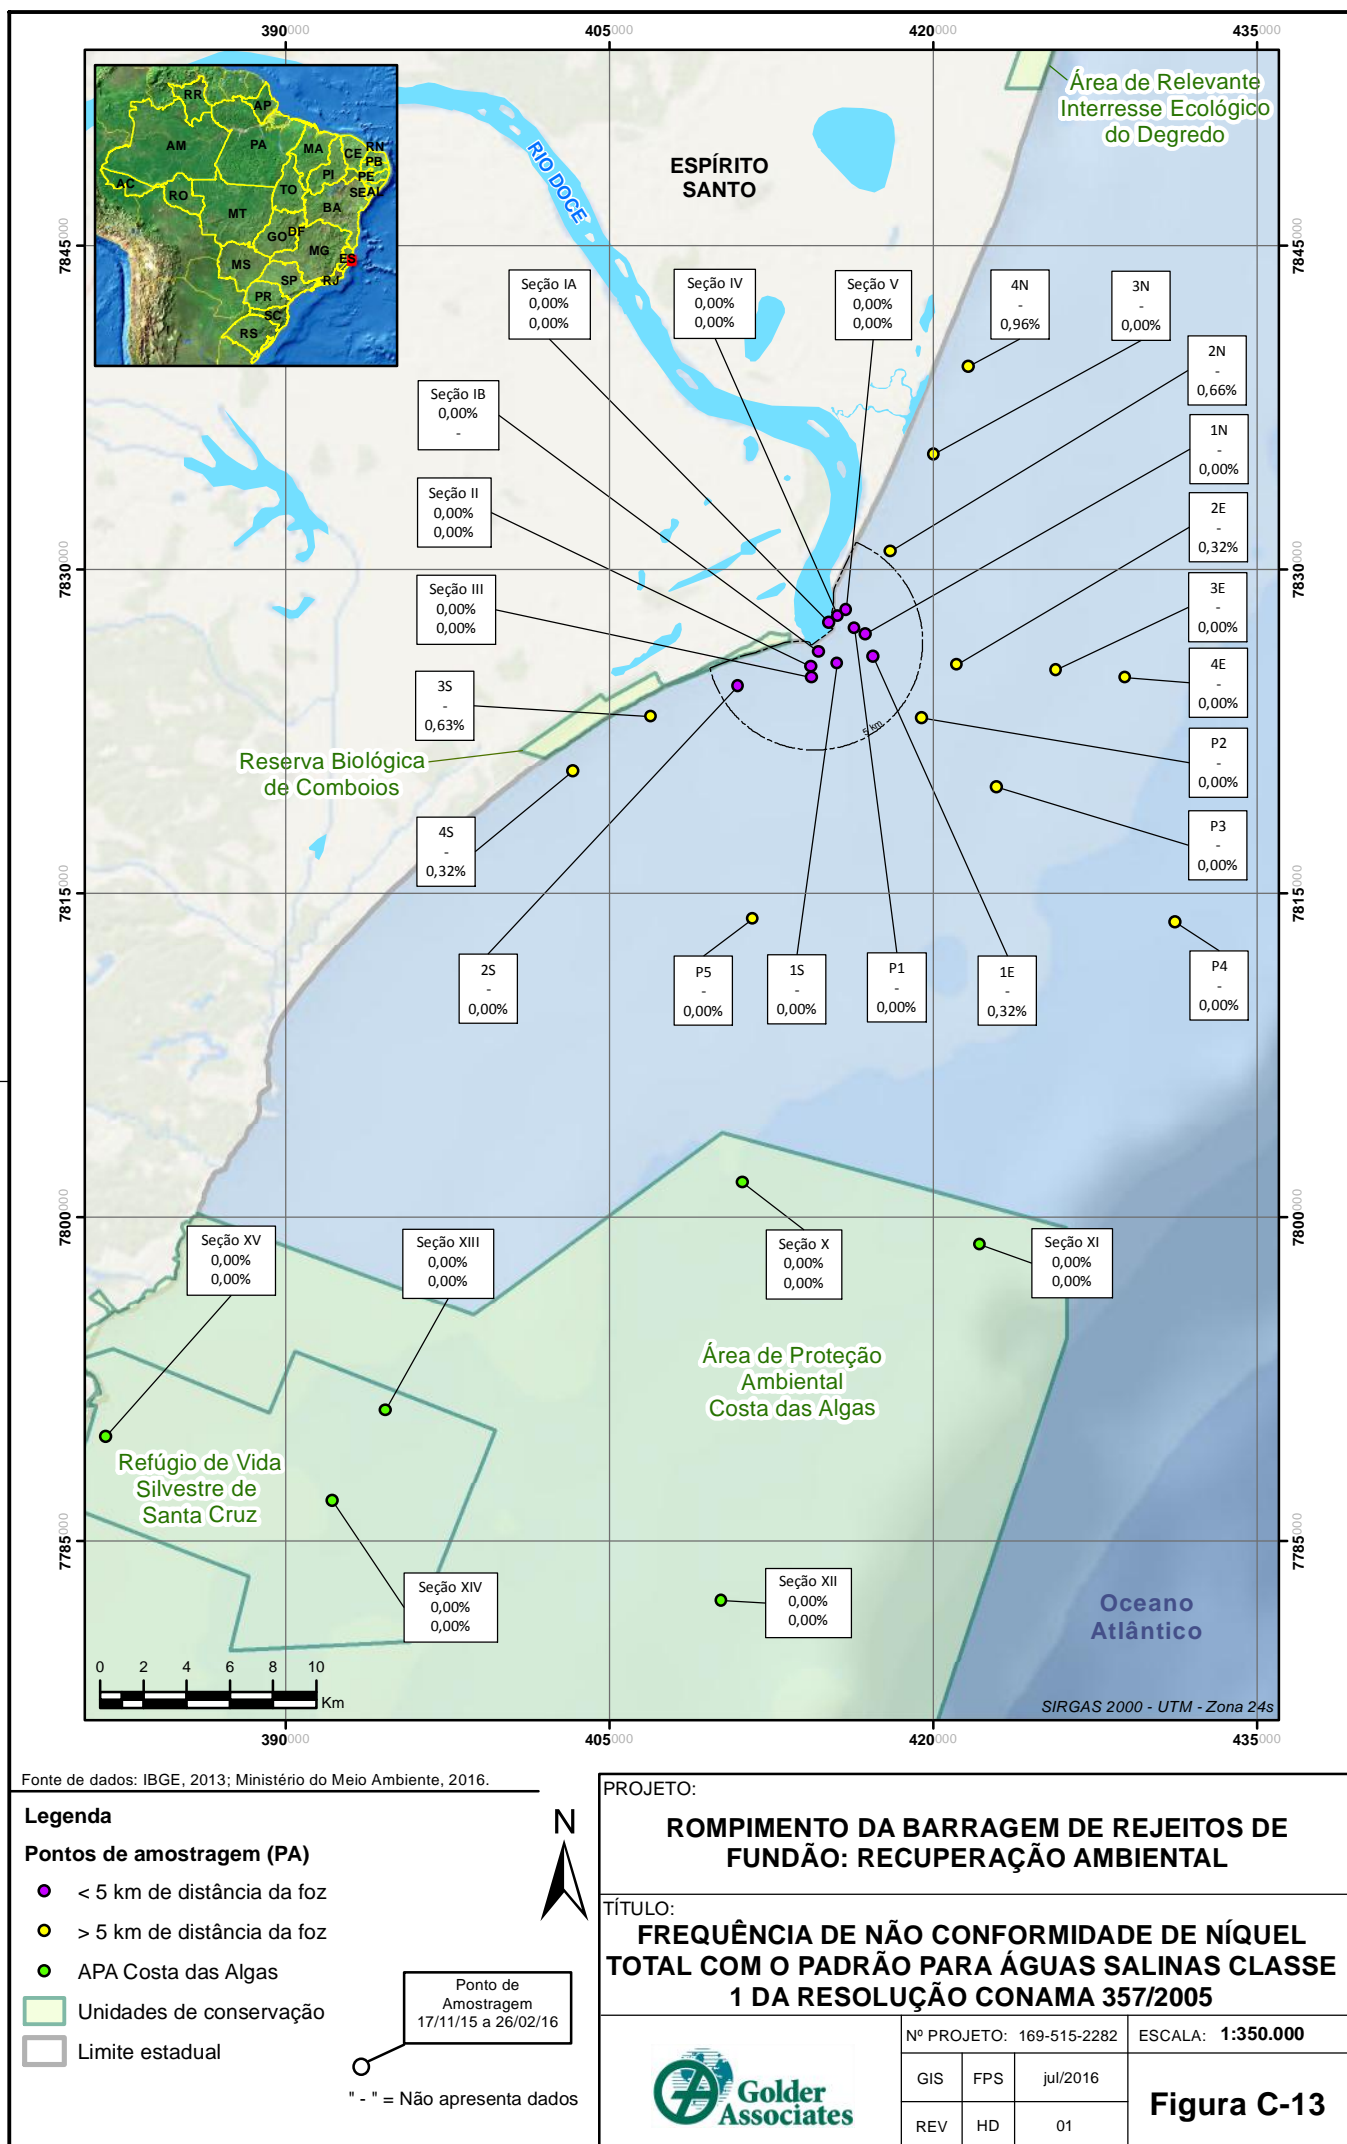 390000
405000
420000
435000
RR
AP
AM
PA
MA
CE
RN
PB
PE
PI
AC
RO
TO
SE
AL
BA
MT
GO
DF
MG
ES
MS
SP
RJ
PR
SC
RS
RIO DOCE
ESPÍRITO
SANTO
Área de Relevante
Interresse Ecológico
do Degredo
7845000
7845000
Seção IA
0,00%
0,00%
Seção IV
0,00%
0,00%
Seção V
0,00%
0,00%
4N
-
0,96%
3N
-
0,00%
2N
-
0,66%
Seção IB
0,00%
-
1N
-
0,00%
Seção II
0,00%
0,00%
2E
-
0,32%
7830000
7830000
Seção III
0,00%
0,00%
3E
-
0,00%
4E
-
0,00%
3S
-
0,63%
5 km
P2
-
0,00%
Reserva Biológica
de Comboios
4S
-
0,32%
P3
-
0,00%
7815000
7815000
2S
-
0,00%
P5
-
0,00%
1S
-
0,00%
P1
-
0,00%
1E
-
0,32%
P4
-
0,00%
7800000
7800000
Seção XV
0,00%
0,00%
Seção XIII
0,00%
0,00%
Seção X
0,00%
0,00%
Seção XI
0,00%
0,00%
Área de Proteção
Ambiental
Costa das Algas
Refúgio de Vida
Silvestre de
Santa Cruz
7785000
7785000
Seção XIV
0,00%
0,00%
Seção XII
0,00%
0,00%
Oceano
Atlântico
0 2 4 6 8 10
Km
SIRGAS 2000 - UTM - Zona 24s
390000
405000
420000
435000
Fonte de dados: IBGE, 2013; Ministério do Meio Ambiente, 2016.
Legenda
Pontos de amostragem (PA)
< 5 km de distância da foz
> 5 km de distância da foz
APA Costa das Algas
Unidades de conservação
Limite estadual
N
Ponto de
Amostragem
17/11/15 a 26/02/16
" - " = Não apresenta dados
PROJETO:
ROMPIMENTO DA BARRAGEM DE REJEITOS DE
FUNDÃO: RECUPERAÇÃO AMBIENTAL
TÍTULO:
FREQUÊNCIA DE NÃO CONFORMIDADE DE NÍQUEL
TOTAL COM O PADRÃO PARA ÁGUAS SALINAS CLASSE
1 DA RESOLUÇÃO CONAMA 357/2005
Golder
Associates
Nº PROJETO: 169-515-2282
ESCALA: 1:350.000
GIS FPS jul/2016
REV HD 01
Figura C-13